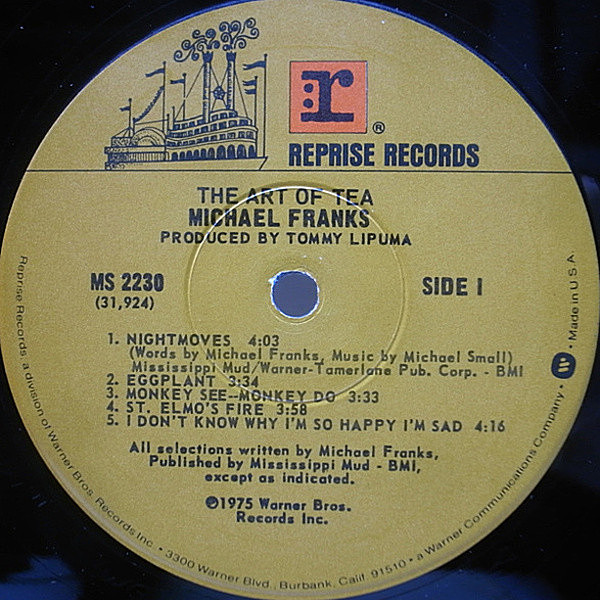 :r
®
REPRISE RECORDS
THE ART OF TEA
MICHAEL FRANKS
PRODUCED BY TOMMY LIPUMA
MS 2230
(31,924)
SIDE 1
1. NIGHTMOVES 4:03
(Words by Michael Franks, Music by Michael Small)
Mississippi Mud/Warner-Tamerlane Pub. Corp. - BMI
2. EGGPLANT 3:34
3. MONKEY SEE--MONKEY DO 3:33
4. ST. ELMO'S FIRE 3:58
5. I DON'T KNOW WHY I'M SO HAPPY I'M SAD 4:16
All selections written by Michael Franks,
Published by Mississippi Mud - BMI,
except as indicated.
℗1975 Warner Bros.
Records Inc.
Reprise Records, a division of Warner Bros. Records Inc. • 3300 Warner Blvd., Burbank, Calif. 91510 • a Warner Communications Company • W • Made in U.S.A.